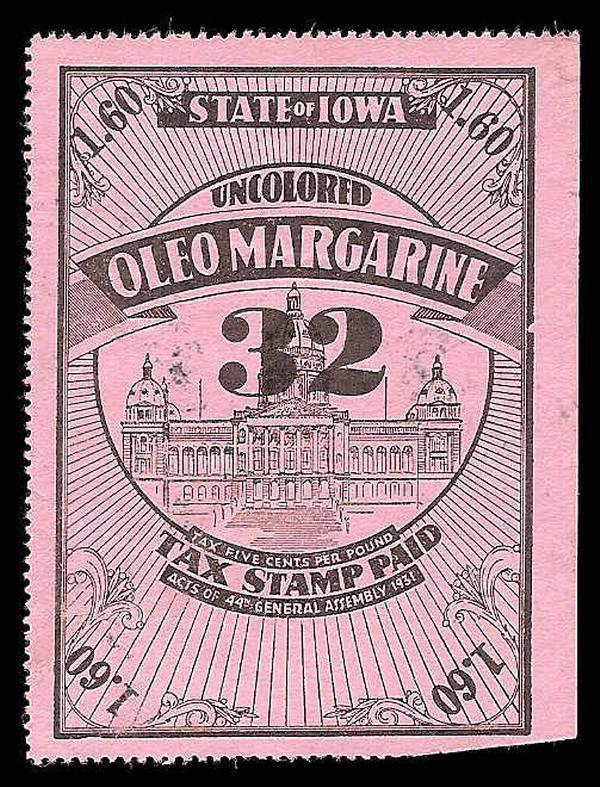 1.60 STATE OF IOWA 1.60
UNCOLORED
OLEO MARGARINE
32
TAX FIVE CENTS PER POUND
TAX STAMP PAID
ACTS OF 44TH GENERAL ASSEMBLY 1931
1.60 1.60